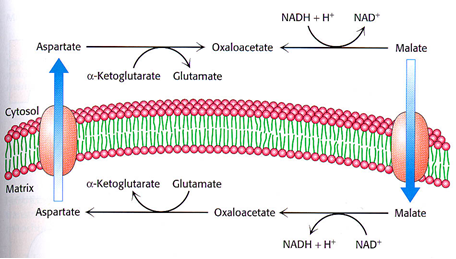 NADH + H⁺ NAD⁺
Aspartate Oxaloacetate Malate
α-Ketoglutarate Glutamate
Cytosol
Matrix
α-Ketoglutarate Glutamate
Aspartate Oxaloacetate Malate
NADH + H⁺ NAD⁺